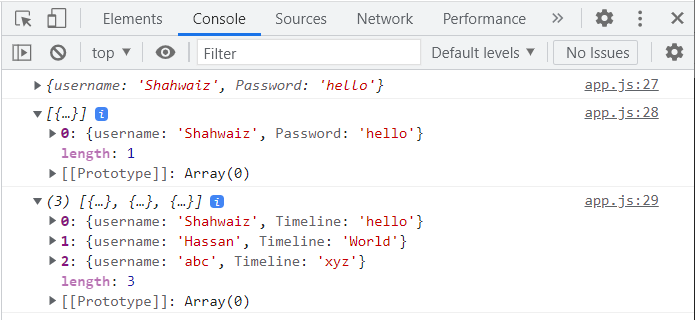 Elements Console Sources Network Performance »
top Filter Default levels No Issues
{username: 'Shahwaiz', Password: 'hello'} app.js:27
[{…}] i app.js:28
0: {username: 'Shahwaiz', Password: 'hello'}
length: 1
[[Prototype]]: Array(0)
(3) [{…}, {…}, {…}] i app.js:29
0: {username: 'Shahwaiz', Timeline: 'hello'}
1: {username: 'Hassan', Timeline: 'World'}
2: {username: 'abc', Timeline: 'xyz'}
length: 3
[[Prototype]]: Array(0)